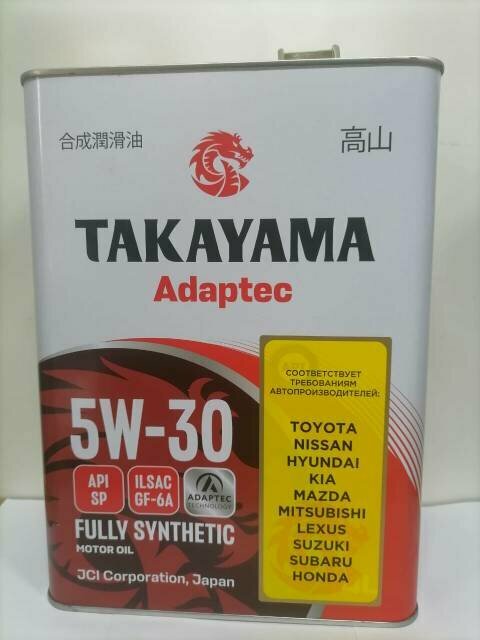 合成潤滑油
高山
TAKAYAMA
Adaptec
5W-30
API
SP
ILSAC
GF-6A
ADAPTEC
TECHNOLOGY
FULLY SYNTHETIC
MOTOR OIL
JCI Corporation, Japan
СООТВЕТСТВУЕТ
ТРЕБОВАНИЯМ
АВТОПРОИЗВОДИТЕЛЕЙ:
TOYOTA
NISSAN
HYUNDAI
KIA
MAZDA
MITSUBISHI
LEXUS
SUZUKI
SUBARU
HONDA